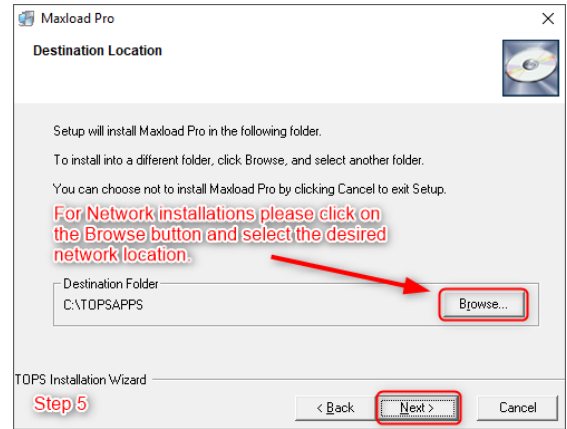 Maxload Pro
Destination Location
Setup will install Maxload Pro in the following folder.
To install into a different folder, click Browse, and select another folder.
You can choose not to install Maxload Pro by clicking Cancel to exit Setup.
For Network installations please click on
the Browse button and select the desired
network location.
Destination Folder
C:\TOPSAPPS
Browse...
TOPS Installation Wizard
Step 5
< Back
Next >
Cancel